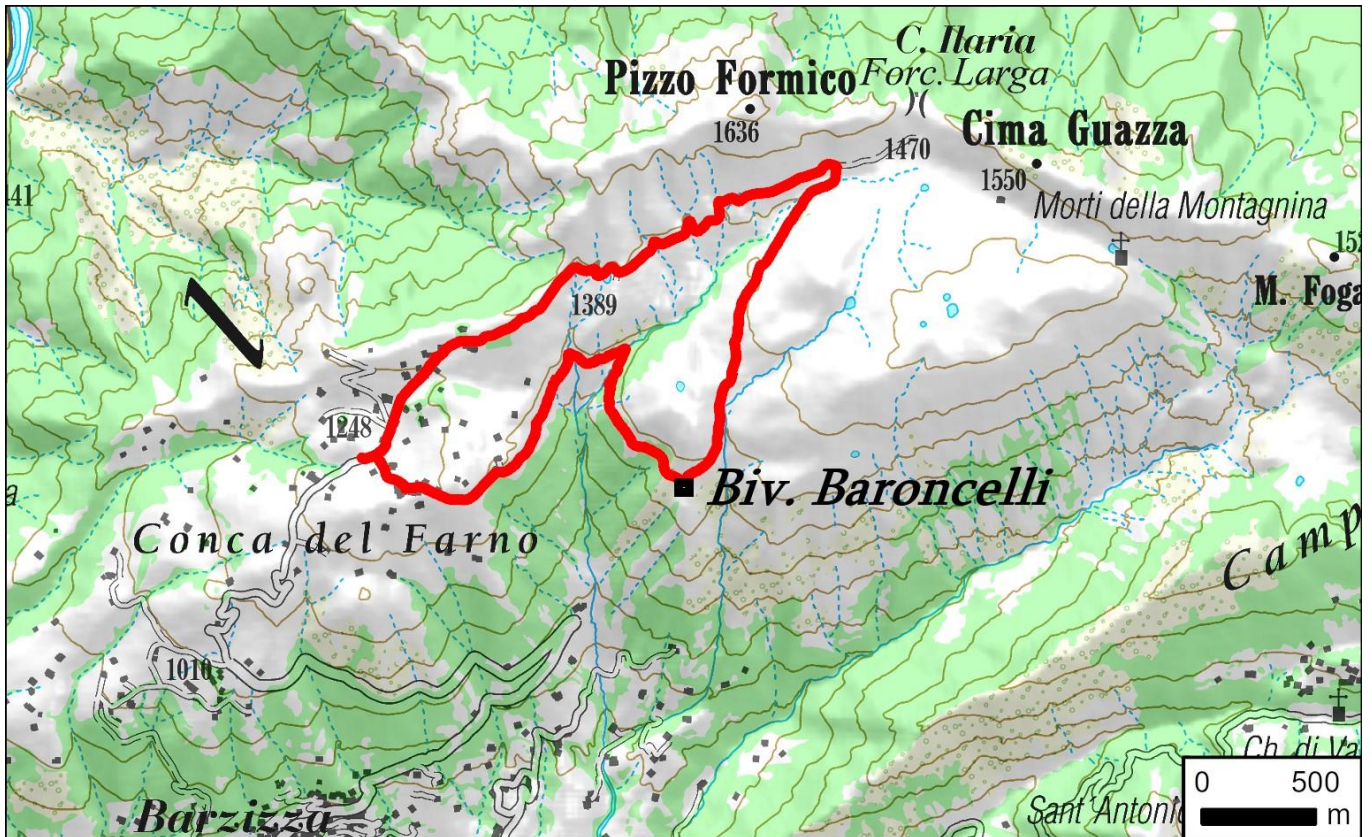 C. Ilaria
Pizzo Formico
Forc. Larga
1636
Cima Guazza
1470
1550
Morti della Montagnina
M. Foga
1389
1248
Biv. Baroncelli
Conca del Farno
Camp
1010
Barzizza
Ch. di Va
Sant'Antonio
0 500
m